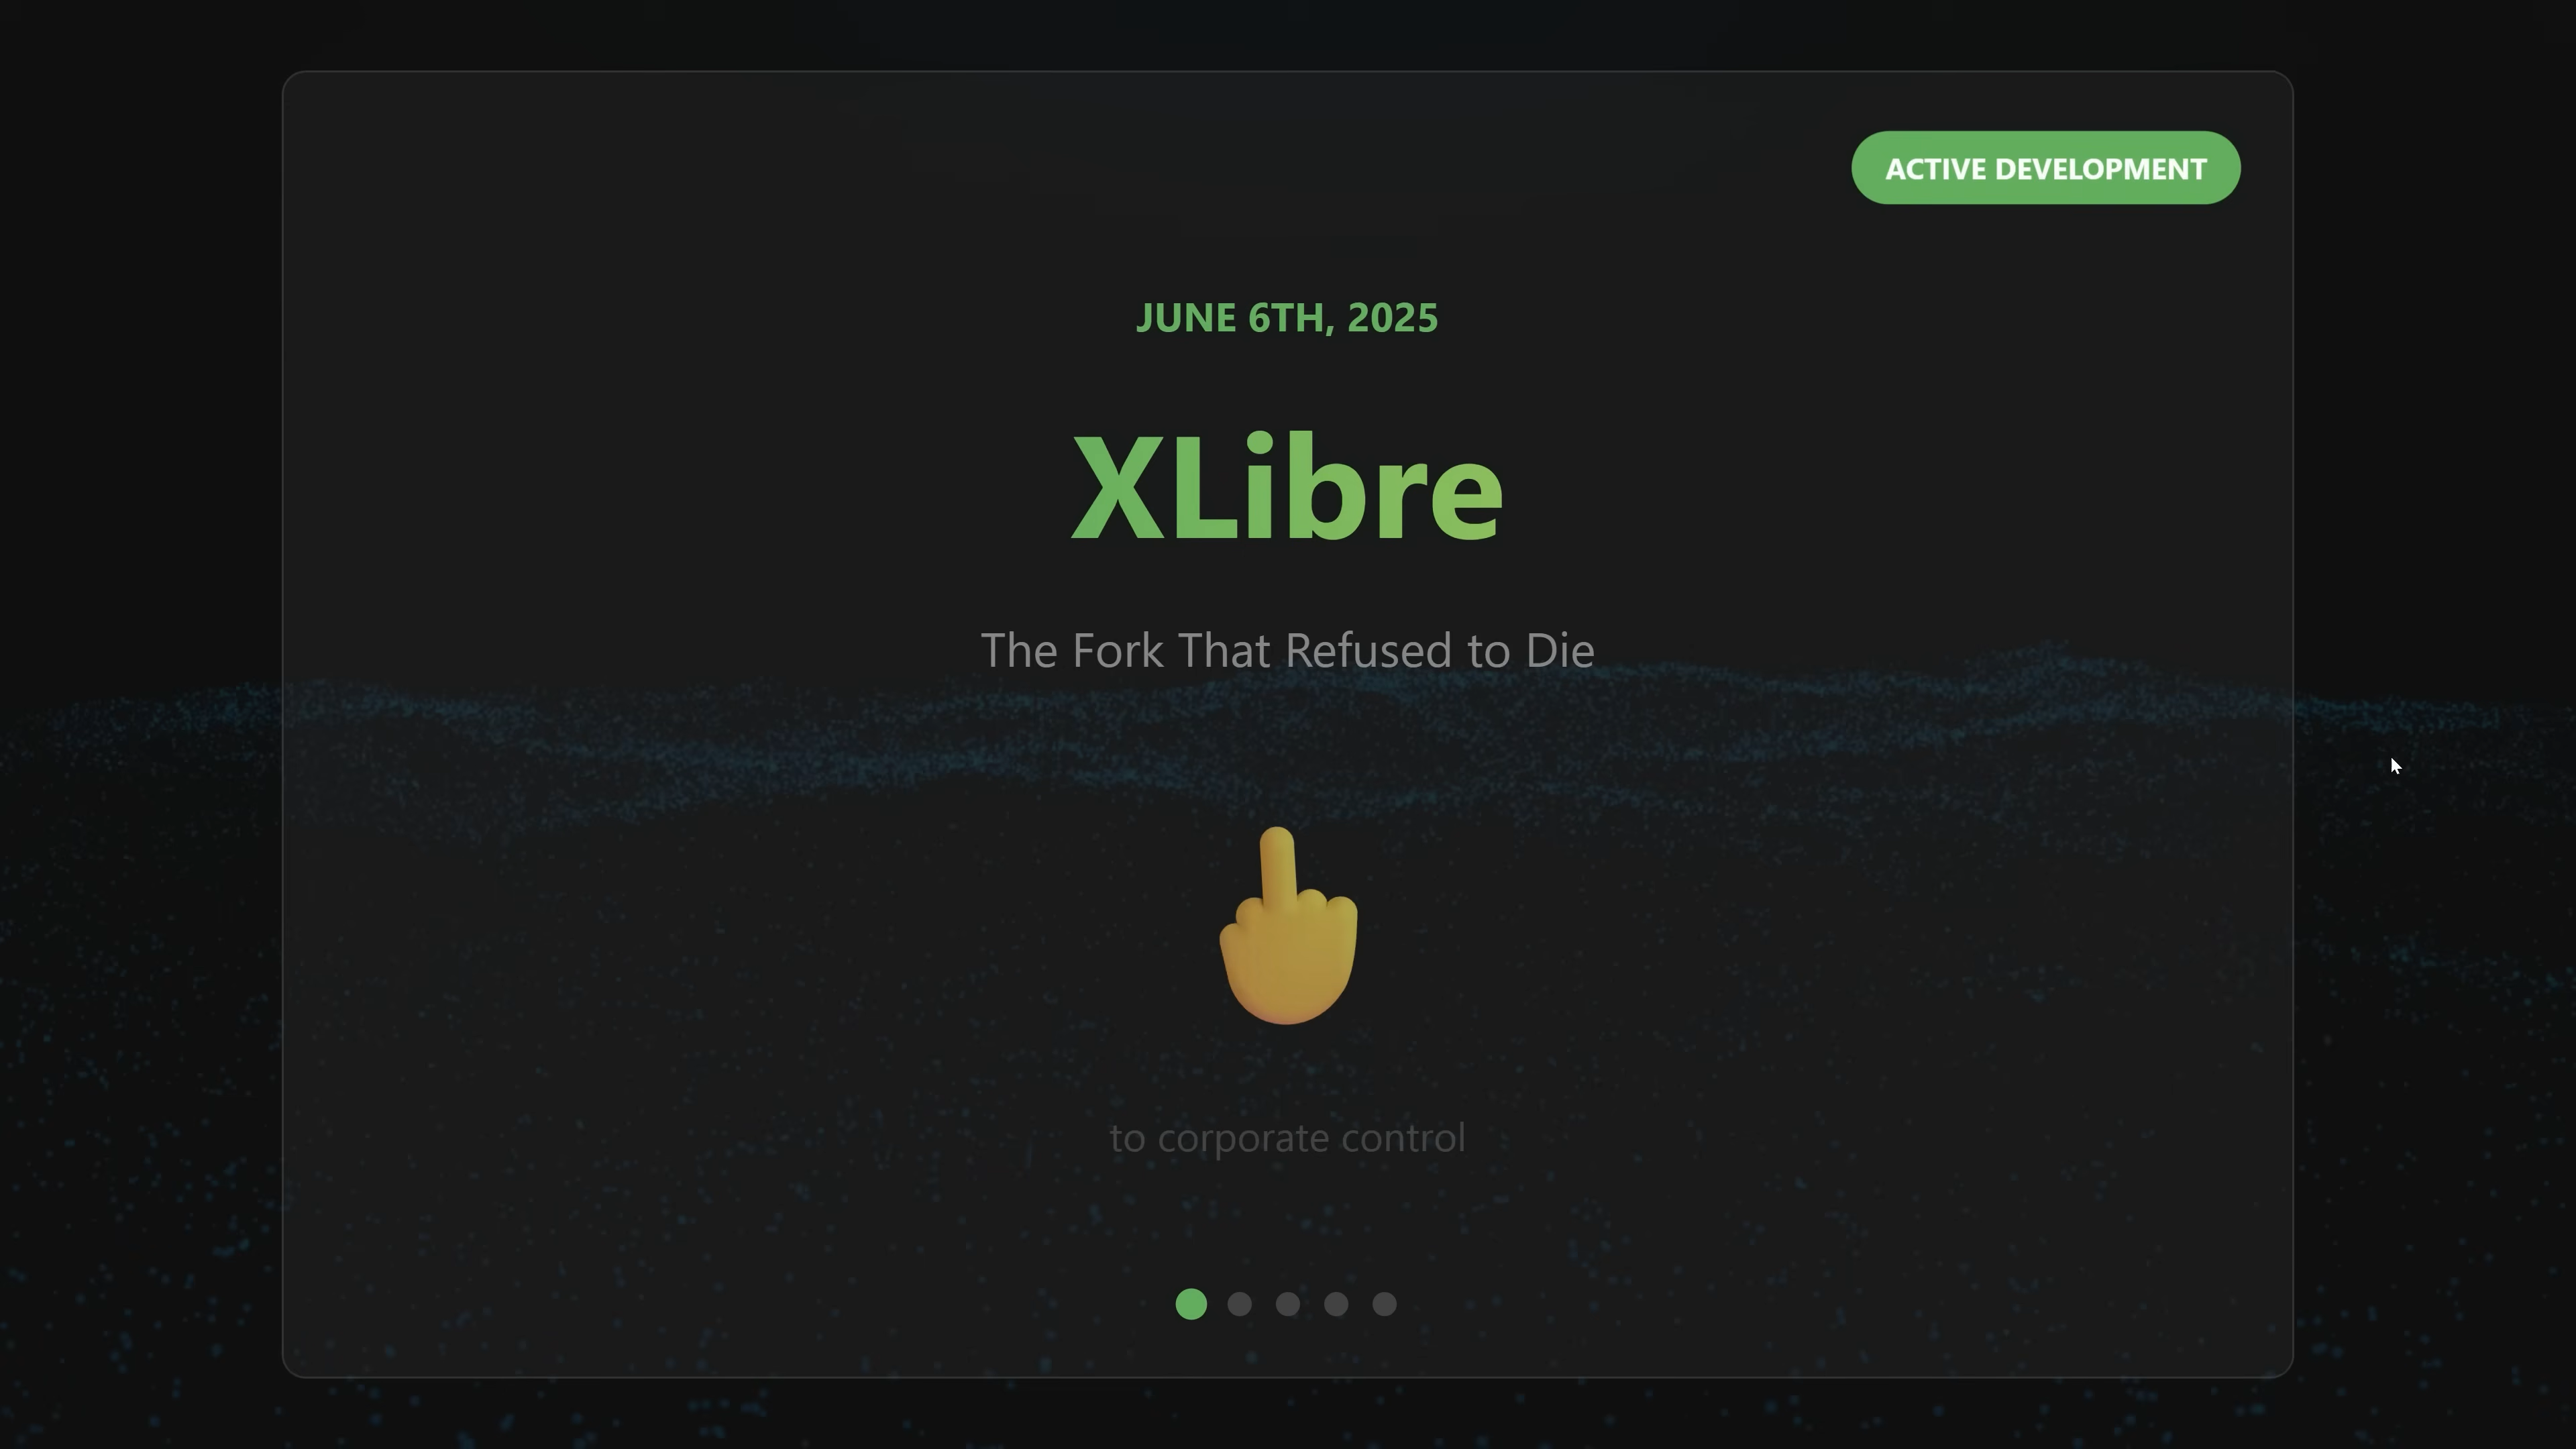 ACTIVE DEVELOPMENT
JUNE 6TH, 2025
XLibre
The Fork That Refused to Die
to corporate control